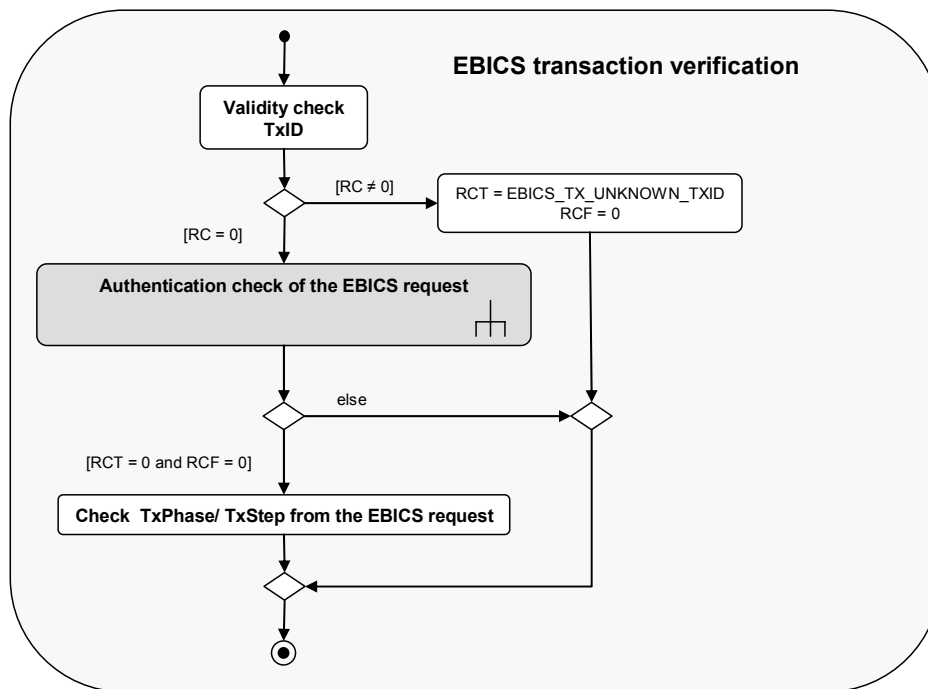 EBICS transaction verification
Validity check
TxID
[RC ≠ 0]
RCT = EBICS_TX_UNKNOWN_TXID
RCF = 0
[RC = 0]
Authentication check of the EBICS request
else
[RCT = 0 and RCF = 0]
Check TxPhase/ TxStep from the EBICS request